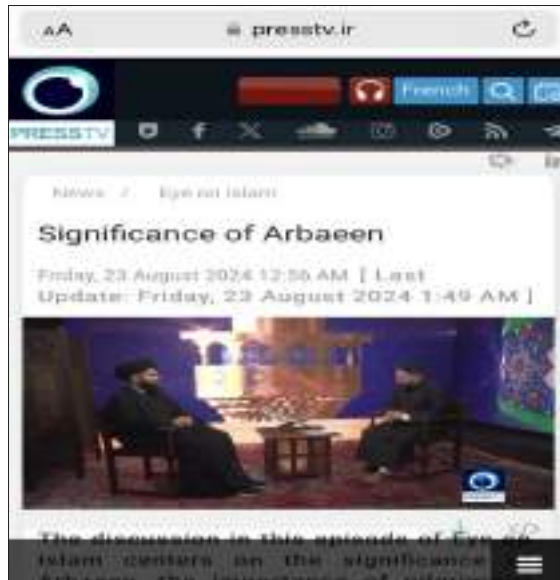 AA presstv.ir
French
PRESSTV
News / Eye on Islam
Significance of Arbaeen
Friday, 23 August 2024 12:56 AM [ Last
Update: Friday, 23 August 2024 1:49 AM ]
The discussion in this episode of Eye on
Islam centers on the significance of